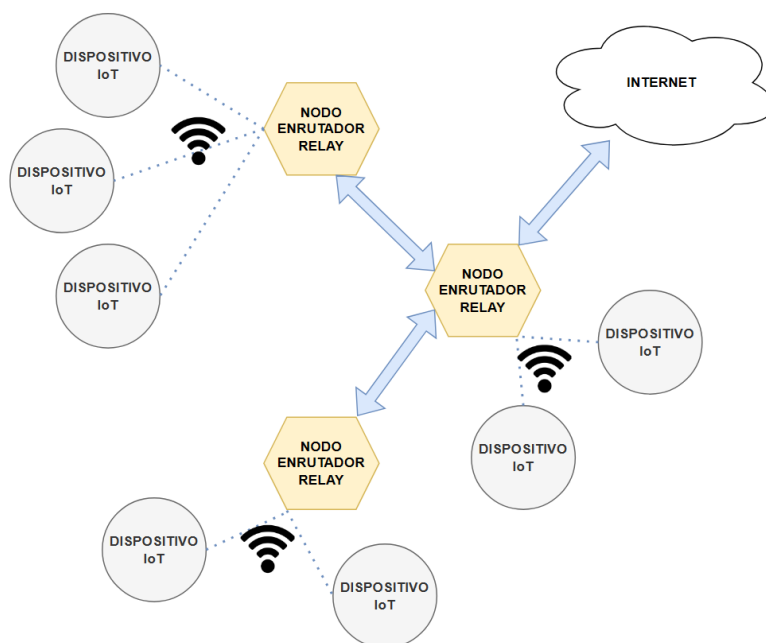 DISPOSITIVO
IoT
NODO
ENRUTADOR
RELAY
INTERNET
DISPOSITIVO
IoT
DISPOSITIVO
IoT
NODO
ENRUTADOR
RELAY
DISPOSITIVO
IoT
DISPOSITIVO
IoT
NODO
ENRUTADOR
RELAY
DISPOSITIVO
IoT
DISPOSITIVO
IoT